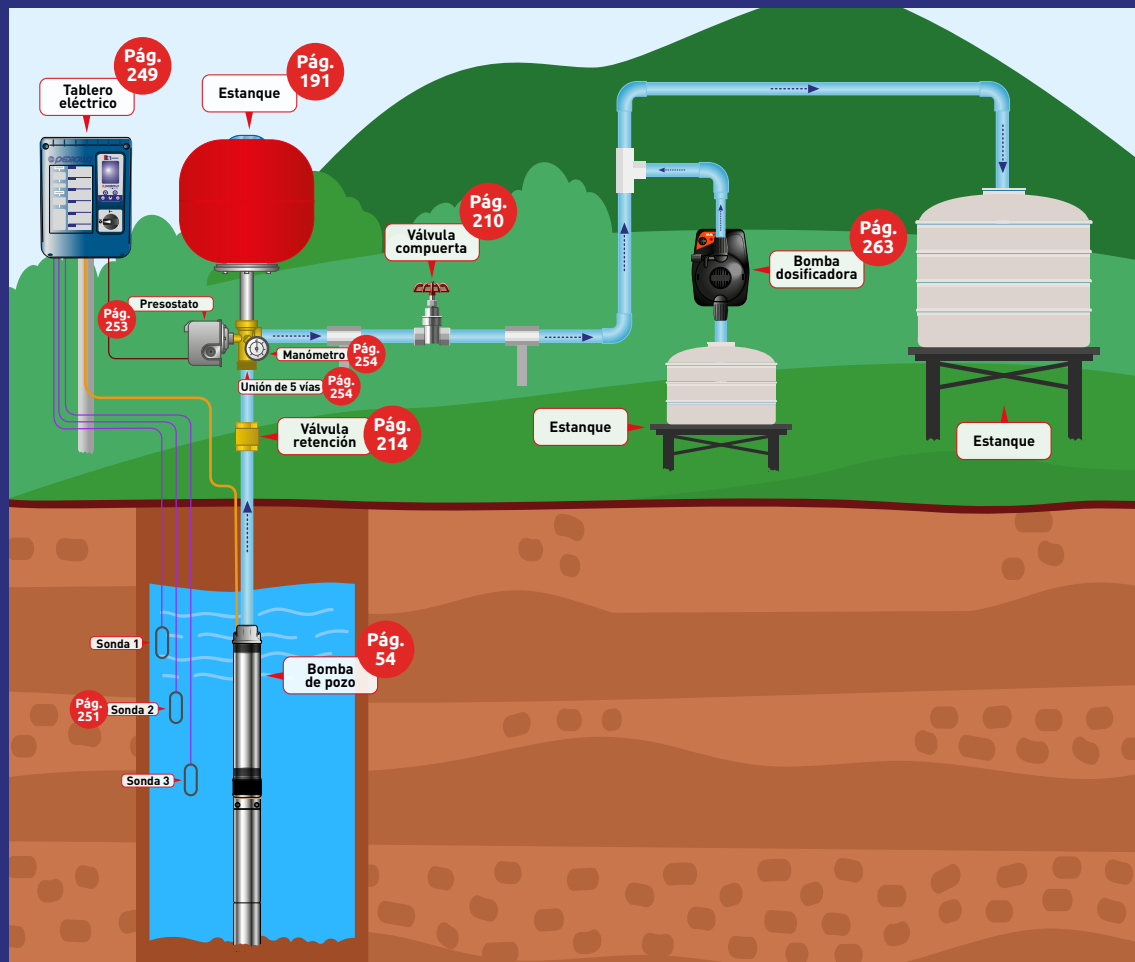 Pág.
249
Tablero
eléctrico
Pág.
191
Estanque
PEDROLLO
Pág.
210
Válvula
compuerta
Pág.
263
Bomba
dosificadora
Presostato
Pág.
253
Manómetro
Pág.
254
Unión de 5 vías
Pág.
254
Válvula
retención
Pág.
214
Estanque
Estanque
Pág.
54
Bomba
de pozo
Sonda 1
Pág.
251
Sonda 2
Sonda 3